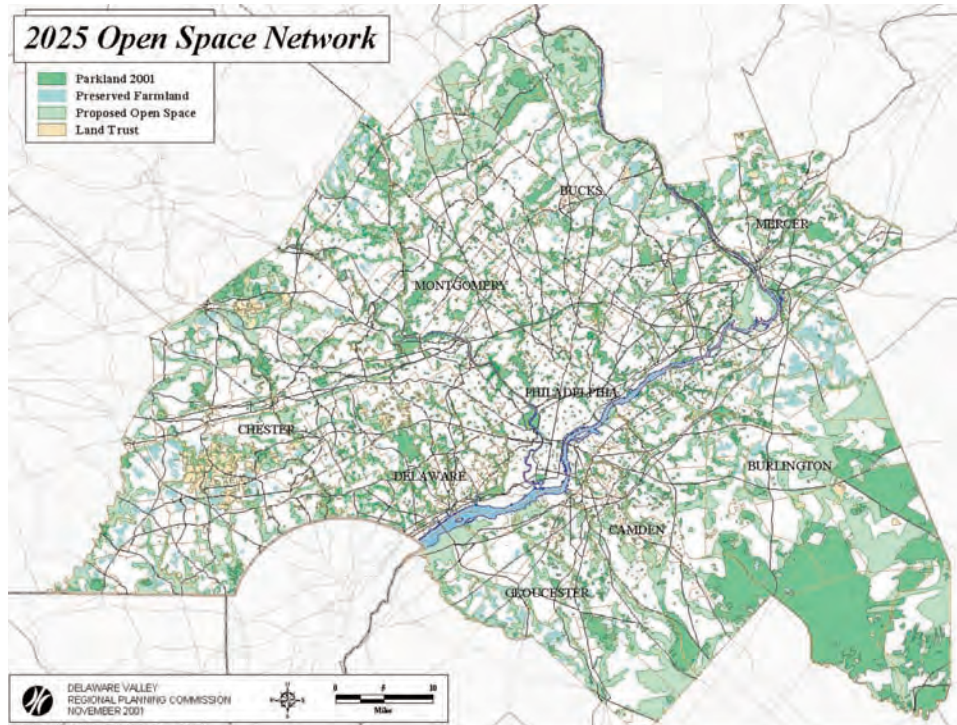 2025 Open Space Network
Parkland 2001
Preserved Farmland
Proposed Open Space
Land Trust
BUCKS
MERCER
MONTGOMERY
PHILADELPHIA
CHESTER
DELAWARE
BURLINGTON
CAMDEN
GLOUCESTER
DELAWARE VALLEY
REGIONAL PLANNING COMMISSION
NOVEMBER 2001
0 5 10
Mile